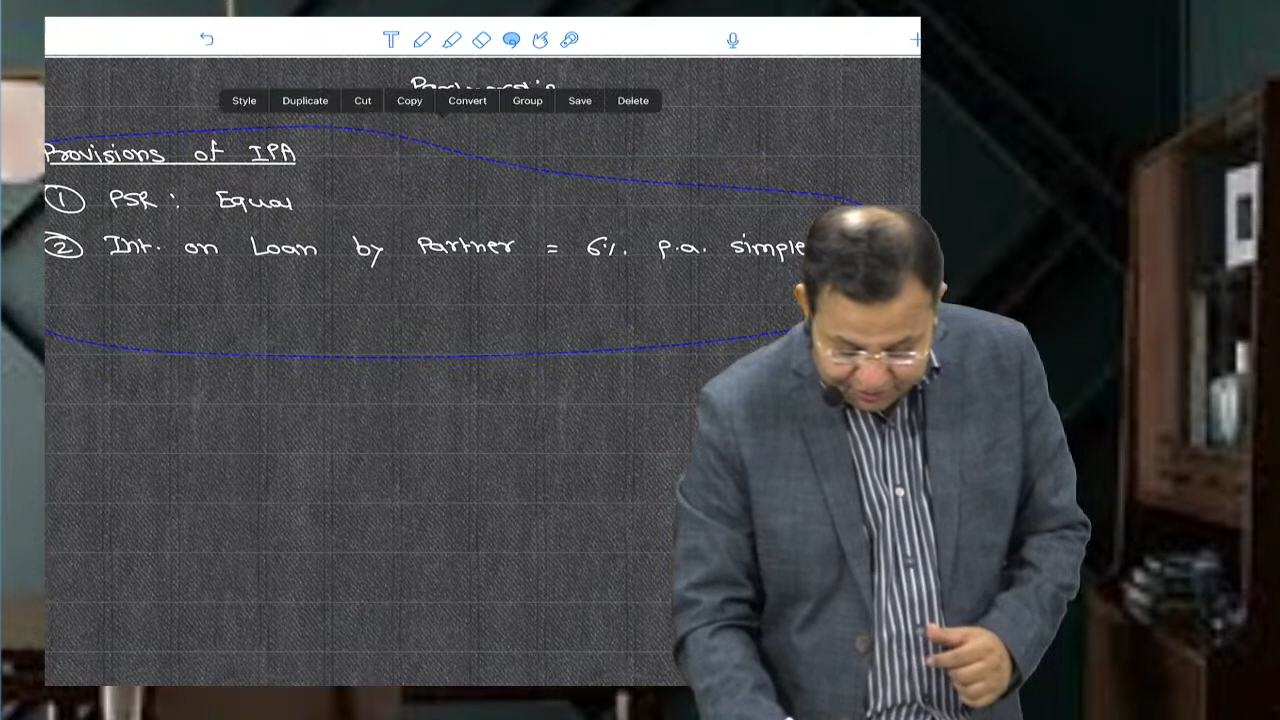 Style Duplicate Cut Copy Convert Group Save Delete
Provisions of IPA
① PSR: Equal
② Int. on Loan by Partner = 6%. p.a. simple